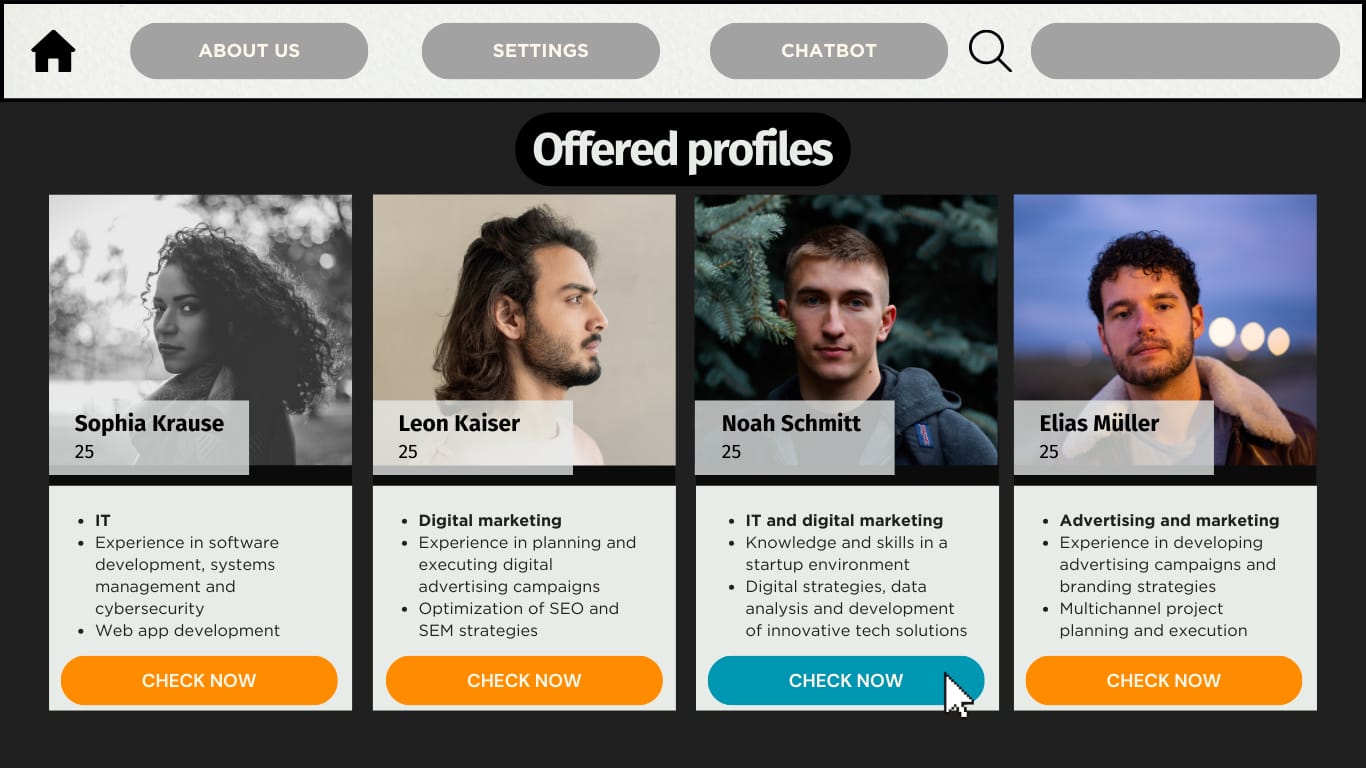 ABOUT US
SETTINGS
CHATBOT
Offered profiles
Sophia Krause
25
Leon Kaiser
25
Noah Schmitt
25
Elias Müller
25
• IT
• Experience in software
development, systems
management and
cybersecurity
• Web app development
CHECK NOW
• Digital marketing
• Experience in planning and
executing digital
advertising campaigns
• Optimization of SEO and
SEM strategies
CHECK NOW
• IT and digital marketing
• Knowledge and skills in a
startup environment
• Digital strategies, data
analysis and development
of innovative tech solutions
CHECK NOW
• Advertising and marketing
• Experience in developing
advertising campaigns and
branding strategies
• Multichannel project
planning and execution
CHECK NOW